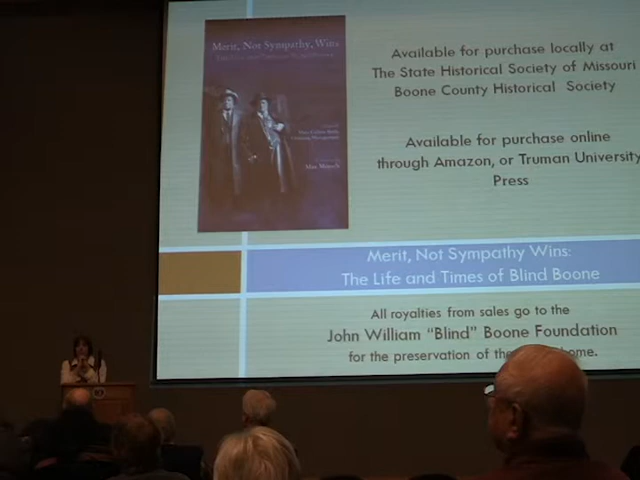 Merit, Not Sympathy, Wins
Available for purchase locally at
The State Historical Society of Missouri
Boone County Historical Society
Available for purchase online
through Amazon, or Truman University
Press
Merit, Not Sympathy Wins:
The Life and Times of Blind Boone
All royalties from sales go to the
John William "Blind" Boone Foundation
for the preservation of the